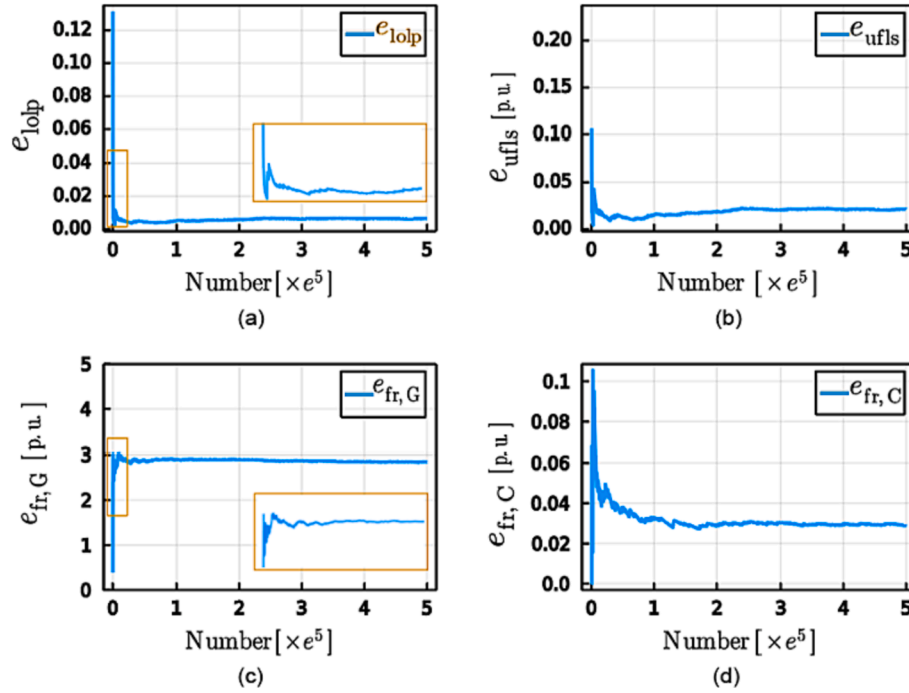 0.12
0.10
0.08
0.06
0.04
0.02
0.00
e_lolp
e_lolp
0 1 2 3 4 5
Number[×e⁵]
(a)
0.20
0.15
0.10
0.05
0.00
e_ufls [p.u.]
e_ufls
0 1 2 3 4 5
Number [×e⁵]
(b)
5
4
3
2
1
0
e_fr,G [p.u.]
e_fr,G
0 1 2 3 4 5
Number[×e⁵]
(c)
0.1
0.08
0.06
0.04
0.02
0.0
e_fr,C [p.u.]
e_fr,C
0 1 2 3 4 5
Number[×e⁵]
(d)